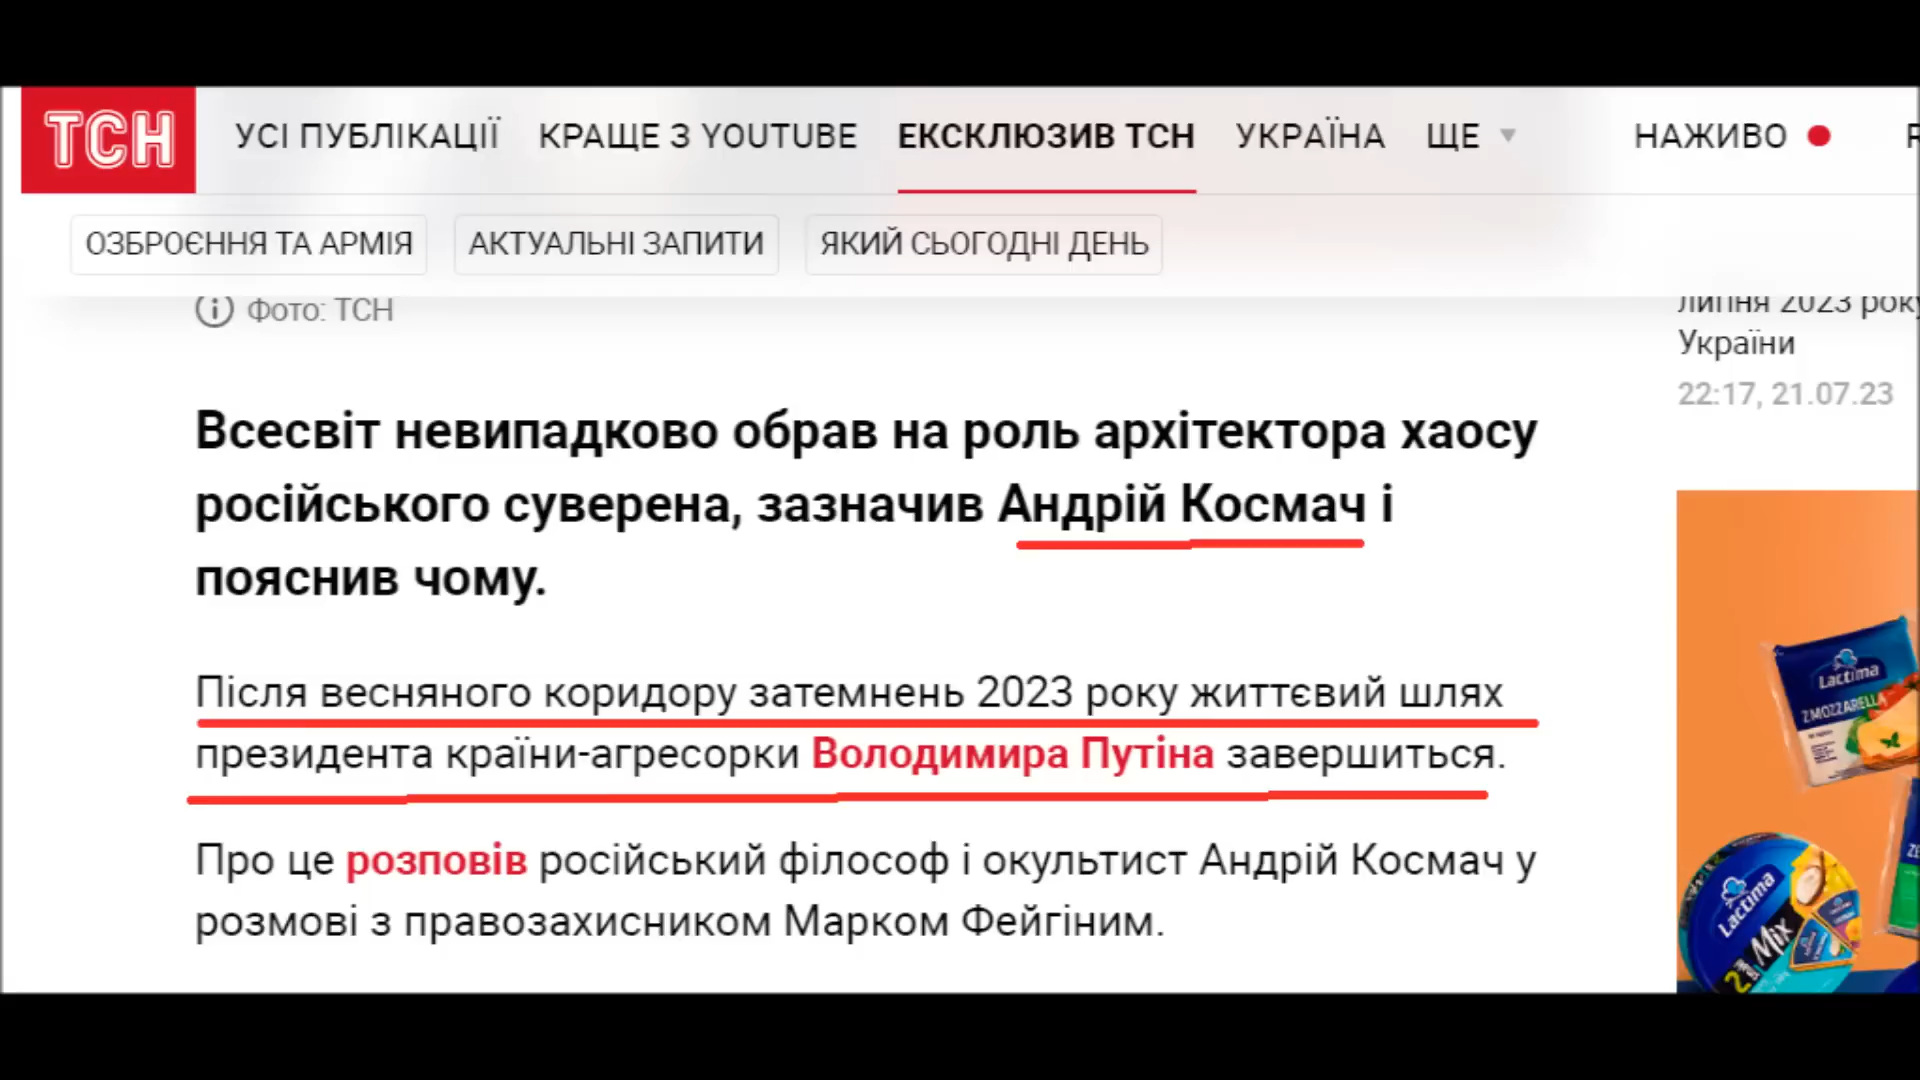 ТСН
УСІ ПУБЛІКАЦІЇ КРАЩЕ З YOUTUBE ЕКСКЛЮЗИВ ТСН УКРАЇНА ЩЕ НАЖИВО
ОЗБРОЄННЯ ТА АРМІЯ АКТУАЛЬНІ ЗАПИТИ ЯКИЙ СЬОГОДНІ ДЕНЬ
Фото: ТСН
Всесвіт невипадково обрав на роль архітектора хаосу
російського суверена, зазначив Андрій Космач і
пояснив чому.
Після весняного коридору затемнень 2023 року життєвий шлях
президента країни-агресорки Володимира Путіна завершиться.
Про це розповів російський філософ і окультист Андрій Космач у
розмові з правозахисником Марком Фейгіним.
липня 2023 року
України
22:17, 21.07.23
Lactima
Z MOZZARELLA
Lactima
Mix